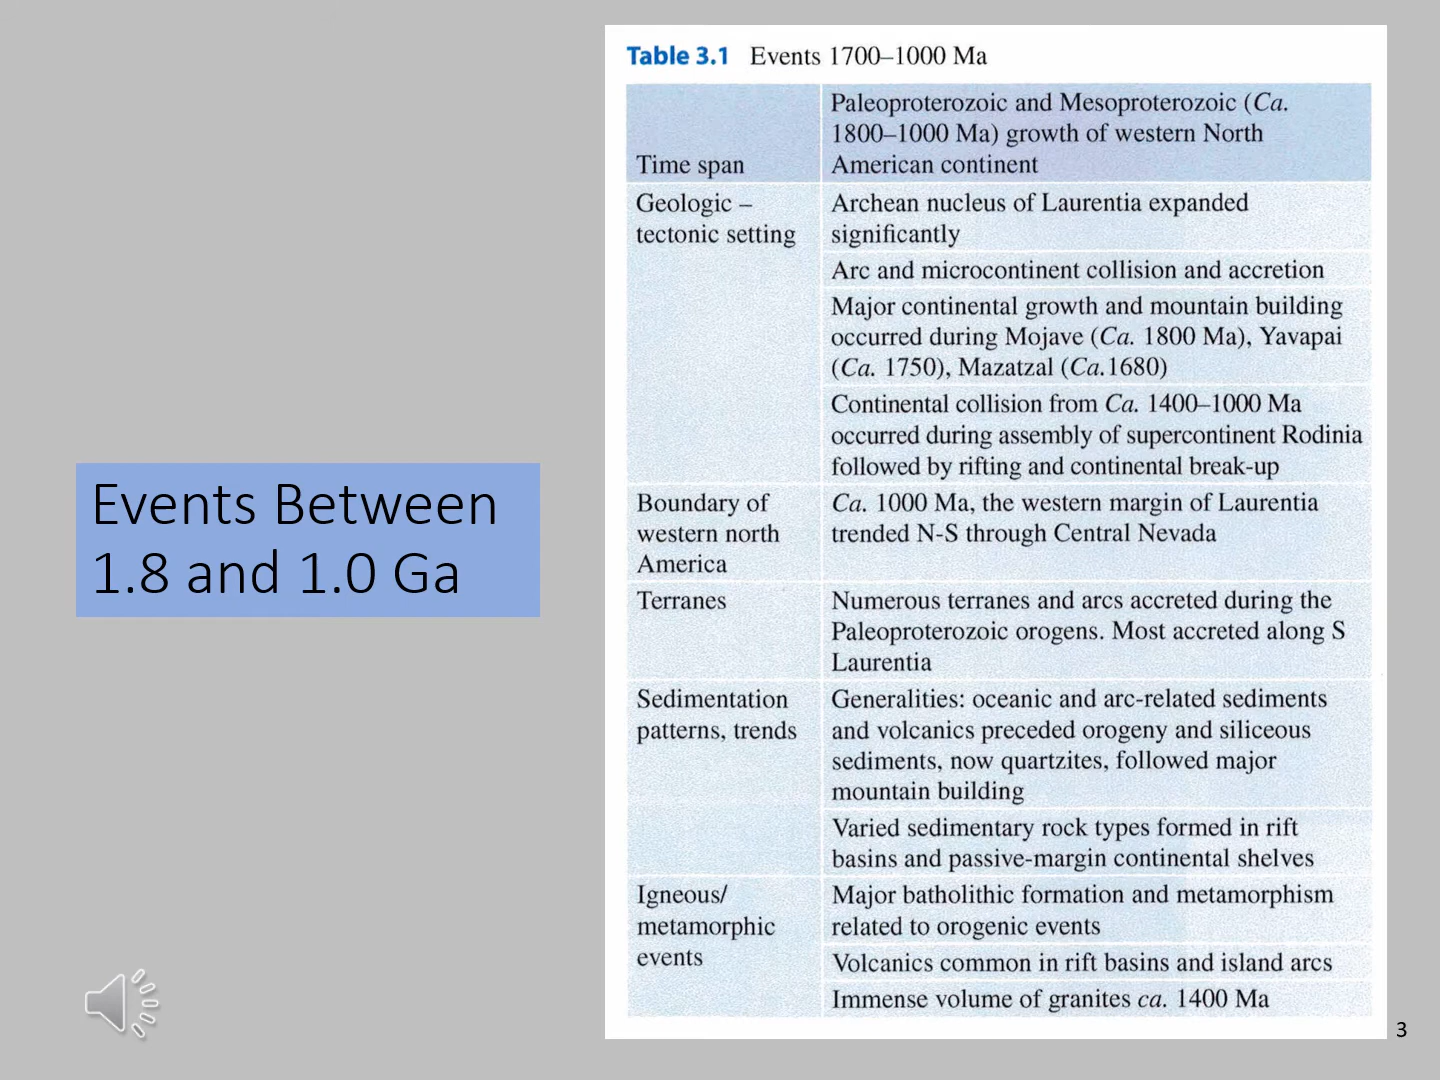 Events Between
1.8 and 1.0 Ga
Table 3.1 Events 1700–1000 Ma
Time span
Paleoproterozoic and Mesoproterozoic (Ca.
1800–1000 Ma) growth of western North
American continent
Geologic –
tectonic setting
Archean nucleus of Laurentia expanded
significantly
Arc and microcontinent collision and accretion
Major continental growth and mountain building
occurred during Mojave (Ca. 1800 Ma), Yavapai
(Ca. 1750), Mazatzal (Ca.1680)
Continental collision from Ca. 1400–1000 Ma
occurred during assembly of supercontinent Rodinia
followed by rifting and continental break-up
Boundary of
western north
America
Ca. 1000 Ma, the western margin of Laurentia
trended N-S through Central Nevada
Terranes
Numerous terranes and arcs accreted during the
Paleoproterozoic orogens. Most accreted along S
Laurentia
Sedimentation
patterns, trends
Generalities: oceanic and arc-related sediments
and volcanics preceded orogeny and siliceous
sediments, now quartzites, followed major
mountain building
Varied sedimentary rock types formed in rift
basins and passive-margin continental shelves
Igneous/
metamorphic
events
Major batholithic formation and metamorphism
related to orogenic events
Volcanics common in rift basins and island arcs
Immense volume of granites ca. 1400 Ma
3